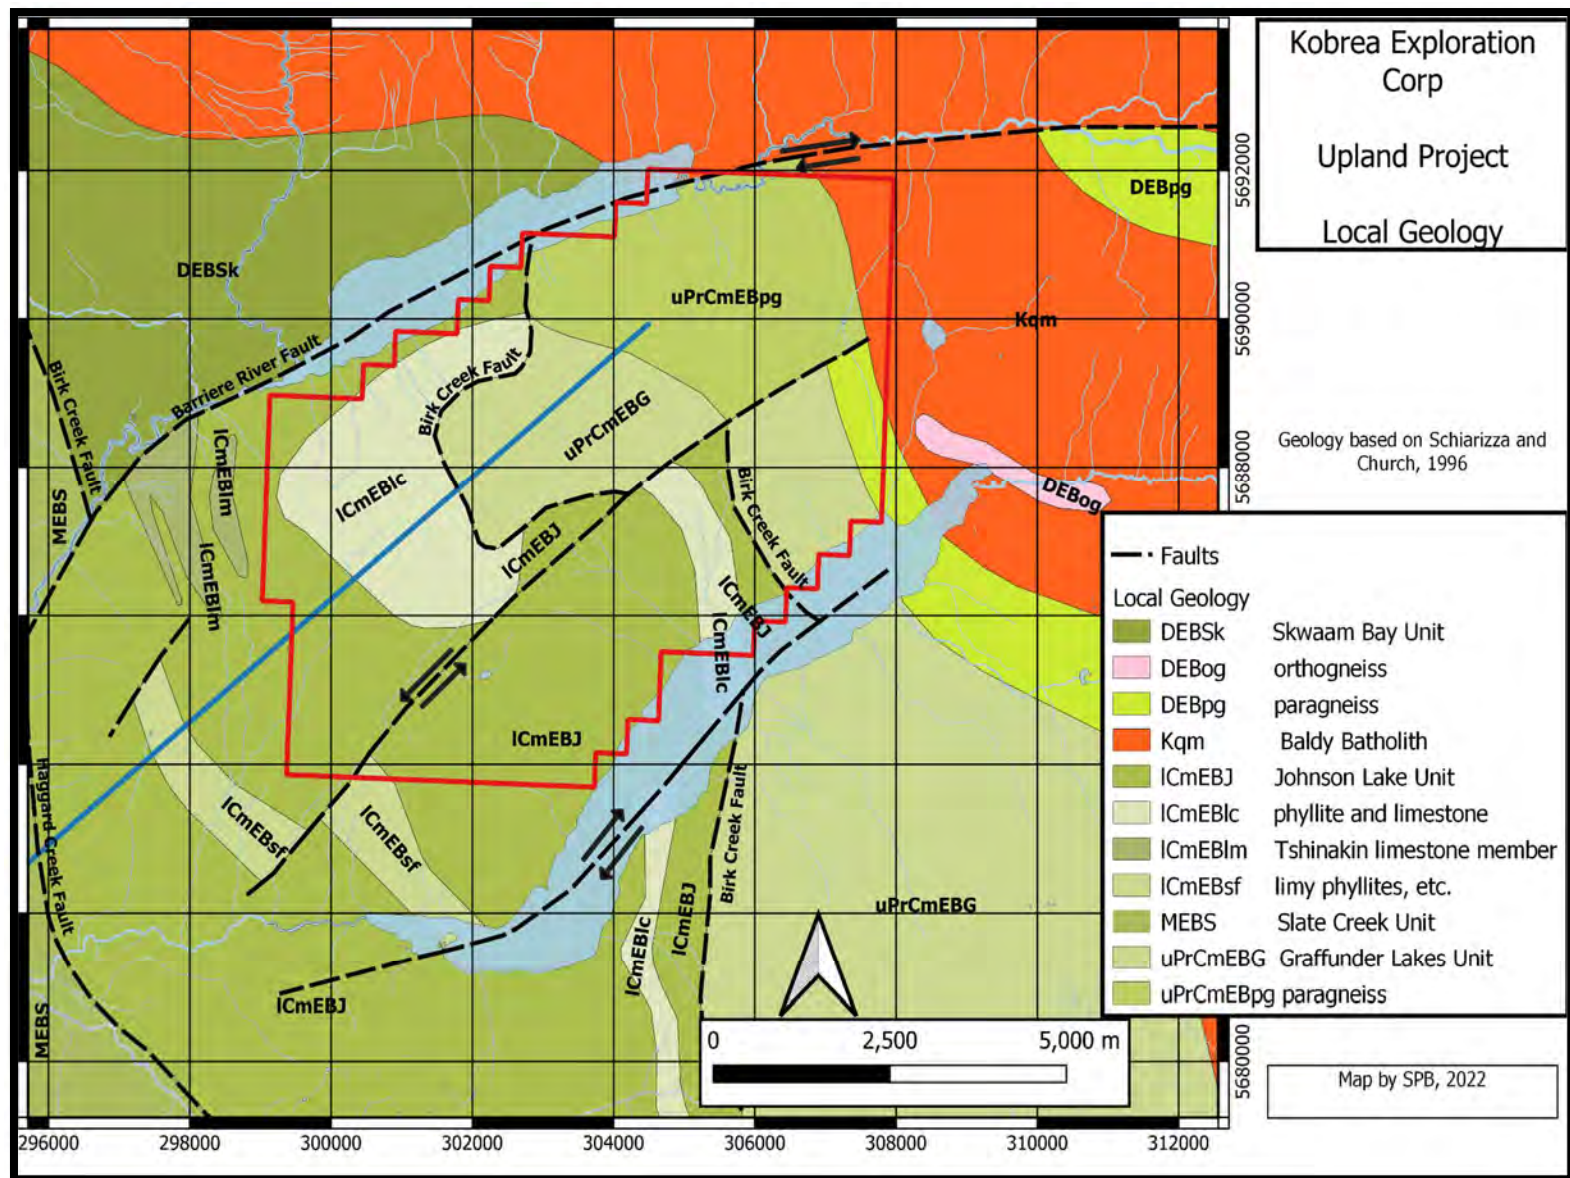 Kobrea Exploration
Corp
Upland Project
Local Geology
Geology based on Schiarizza and
Church, 1996
Faults
Local Geology
DEBSk Skwaam Bay Unit
DEBog orthogneiss
DEBpg paragneiss
Kqm Baldy Batholith
lCmEBJ Johnson Lake Unit
lCmEBlc phyllite and limestone
lCmEBlm Tshinakin limestone member
lCmEBsf limy phyllites, etc.
MEBS Slate Creek Unit
uPrCmEBG Graffunder Lakes Unit
uPrCmEBpg paragneiss
Map by SPB, 2022
0 2,500 5,000 m
DEBpg
DEBSk
uPrCmEBpg
Kqm
Barriere River Fault
Birk Creek Fault
Birk Creek Fault
uPrCmEBG
lCmEBlm
lCmEBlc
DEBog
MEBS
lCmEBJ
Birk Creek Fault
lCmEBlm
lCmEBJ
lCmEBlc
lCmEBJ
Haggard Creek Fault
lCmEBsf
lCmEBsf
Birk Creek Fault
uPrCmEBG
lCmEBJ
lCmEBlc
lCmEBJ
MEBS
5692000
5690000
5688000
5680000
296000 298000 300000 302000 304000 306000 308000 310000 312000